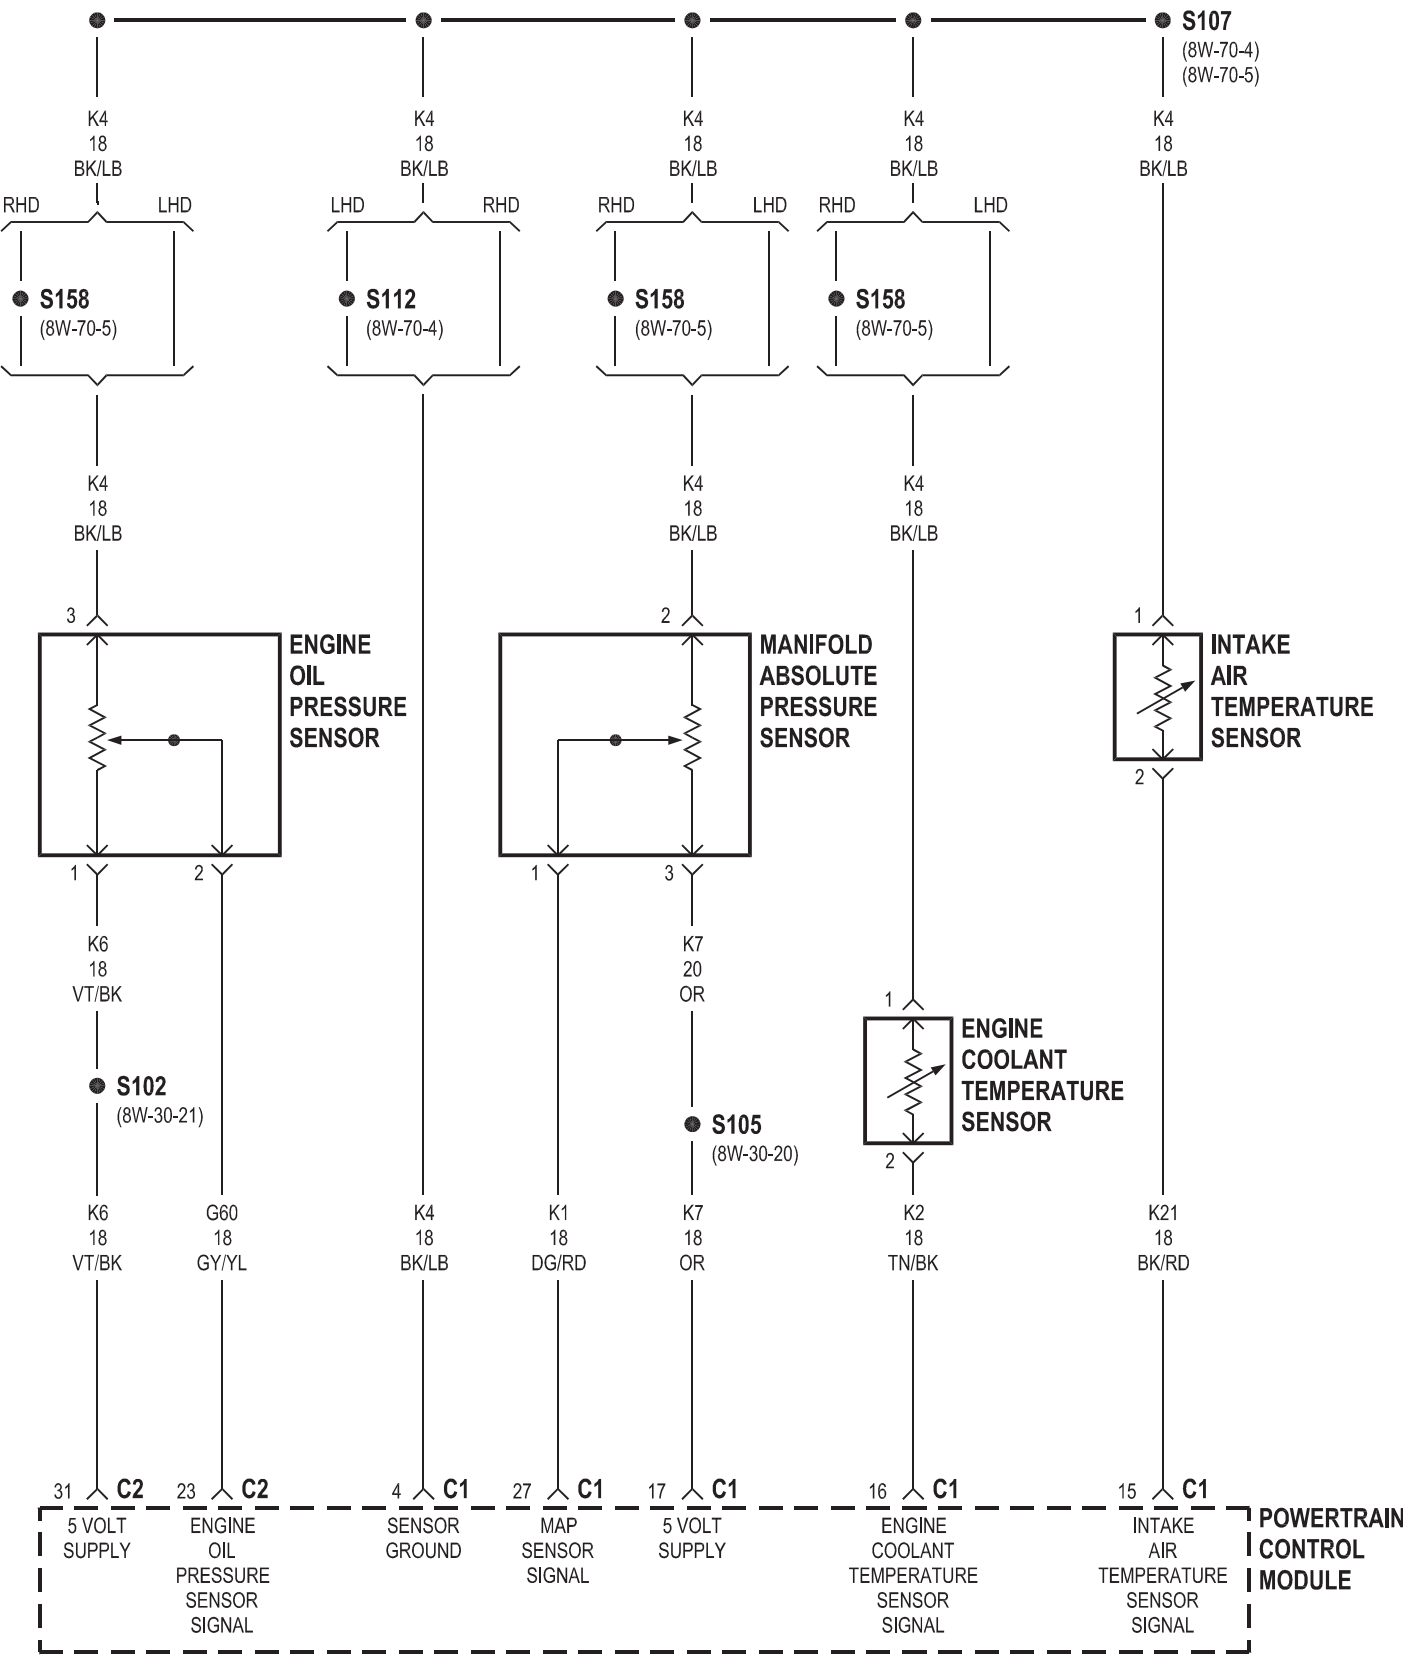 S107
(8W-70-4)
(8W-70-5)
K4 K4 K4 K4 K4
18 18 18 18 18
BK/LB BK/LB BK/LB BK/LB BK/LB
RHD LHD LHD RHD RHD LHD RHD LHD
S158 S112 S158 S158
(8W-70-5) (8W-70-4) (8W-70-5) (8W-70-5)
K4 K4 K4
18 18 18
BK/LB BK/LB BK/LB
3 2 1
ENGINE
OIL
PRESSURE
SENSOR
MANIFOLD
ABSOLUTE
PRESSURE
SENSOR
INTAKE
AIR
TEMPERATURE
SENSOR
2
1 2 1 3
K6 K7
18 20
VT/BK OR
1
ENGINE
COOLANT
TEMPERATURE
SENSOR
2
S102
(8W-30-21)
S105
(8W-30-20)
K6 G60 K4 K1 K7 K2 K21
18 18 18 18 18 18 18
VT/BK GY/YL BK/LB DG/RD OR TN/BK BK/RD
31 C2 23 C2 4 C1 27 C1 17 C1 16 C1 15 C1
5 VOLT
SUPPLY
ENGINE
OIL
PRESSURE
SENSOR
SIGNAL
SENSOR
GROUND
MAP
SENSOR
SIGNAL
5 VOLT
SUPPLY
ENGINE
COOLANT
TEMPERATURE
SENSOR
SIGNAL
INTAKE
AIR
TEMPERATURE
SENSOR
SIGNAL
POWERTRAIN
CONTROL
MODULE